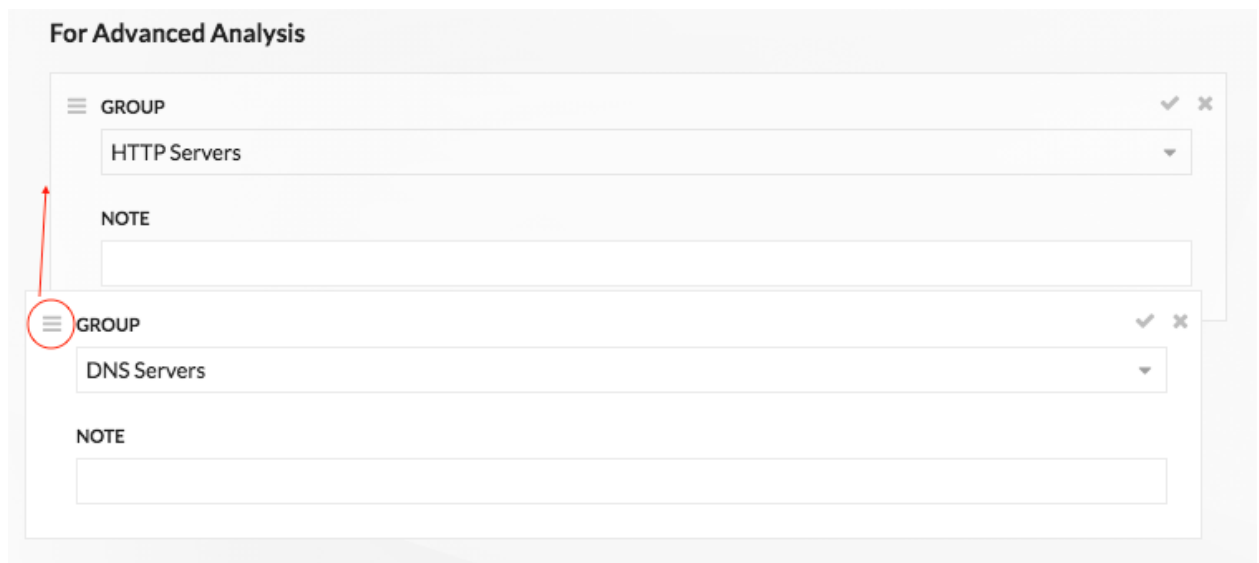 For Advanced Analysis
GROUP
HTTP Servers
NOTE
GROUP
DNS Servers
NOTE